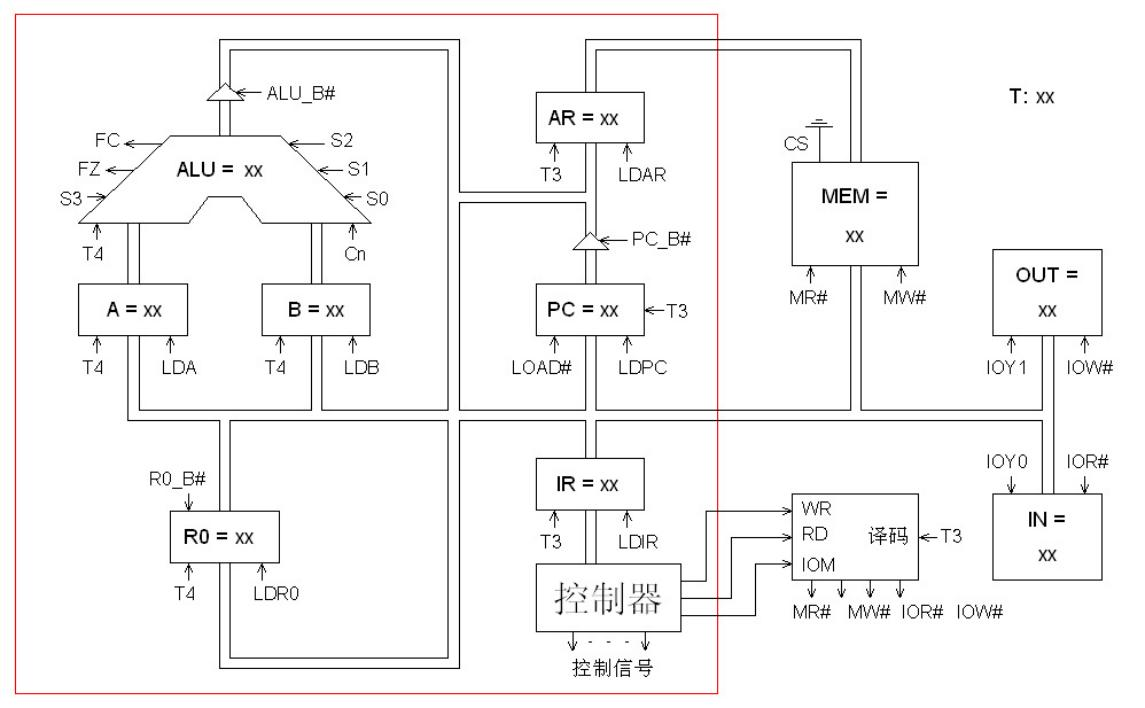 ALU_B#
FC
S2
FZ
ALU = xx
S1
S3
S0
T4
Cn
A = xx
B = xx
T4
LDA
T4
LDB
AR = xx
T3
LDAR
PC_B#
PC = xx
T3
LOAD#
LDPC
CS
MEM =
xx
MR#
MW#
T: xx
OUT =
xx
IOY1
IOW#
R0_B#
R0 = xx
T4
LDR0
IR = xx
T3
LDIR
控制器
控制信号
WR
RD
译码
T3
IOM
MR#
MW#
IOR#
IOW#
IOY0
IOR#
IN =
xx